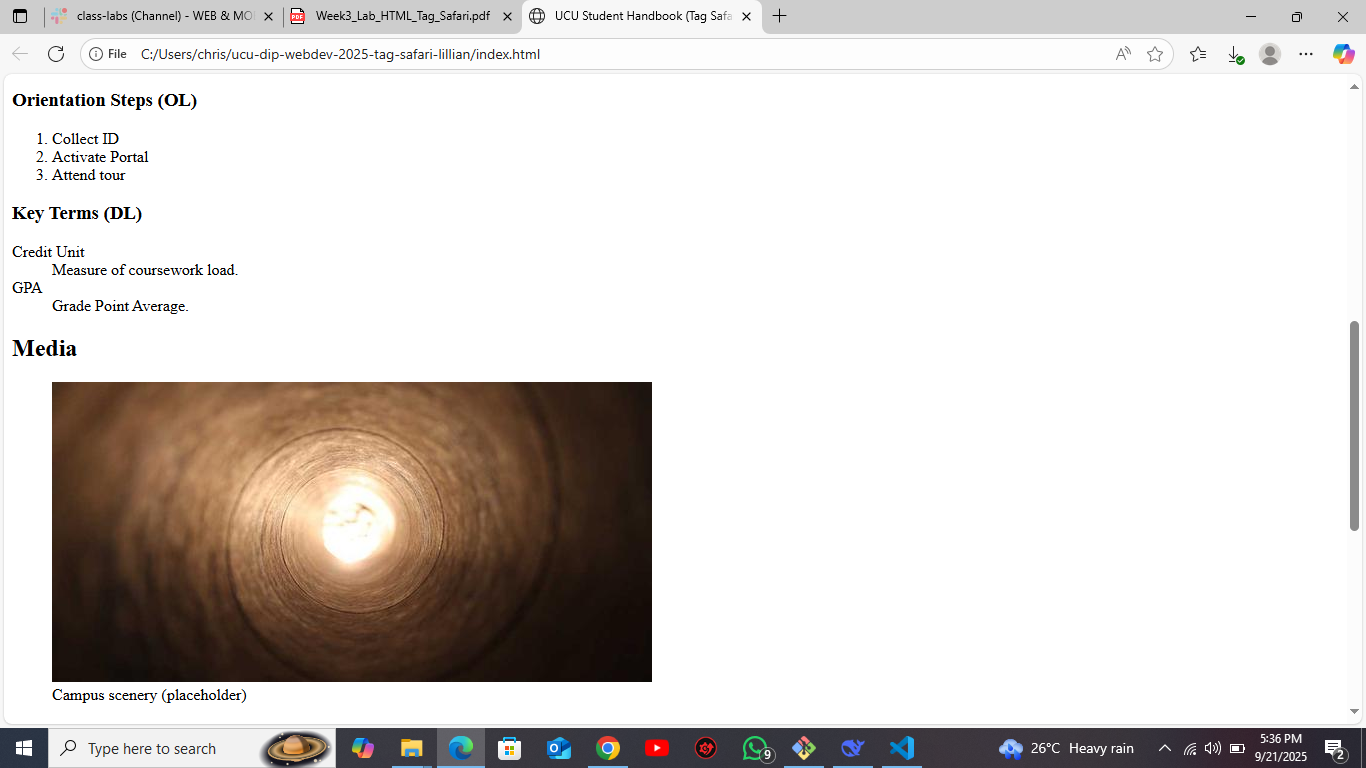 class-labs (Channel) - WEB & MO
Week3_Lab_HTML_Tag_Safari.pdf
UCU Student Handbook (Tag Safa
File
C:/Users/chris/ucu-dip-webdev-2025-tag-safari-lillian/index.html
Orientation Steps (OL)
1. Collect ID
2. Activate Portal
3. Attend tour
Key Terms (DL)
Credit Unit
Measure of coursework load.
GPA
Grade Point Average.
Media
Campus scenery (placeholder)
Type here to search
9
26°C Heavy rain
5:36 PM
9/21/2025
2